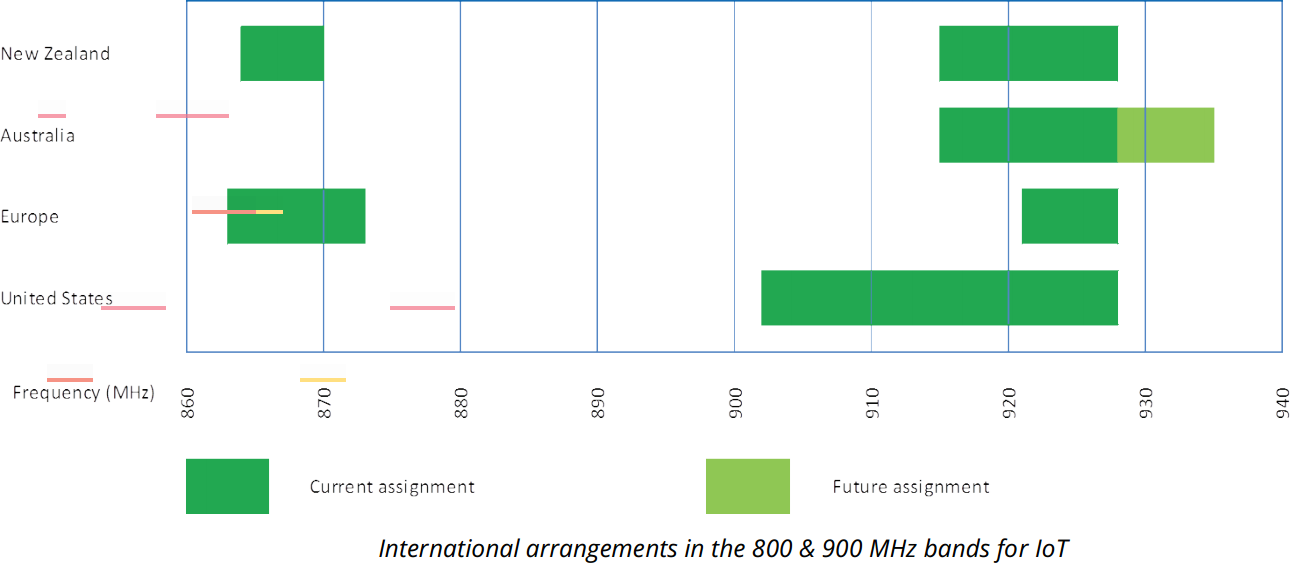 New Zealand
Australia
Europe
United States
Frequency (MHz)
860 870 880 890 900 910 920 930 940
Current assignment Future assignment
International arrangements in the 800 & 900 MHz bands for IoT